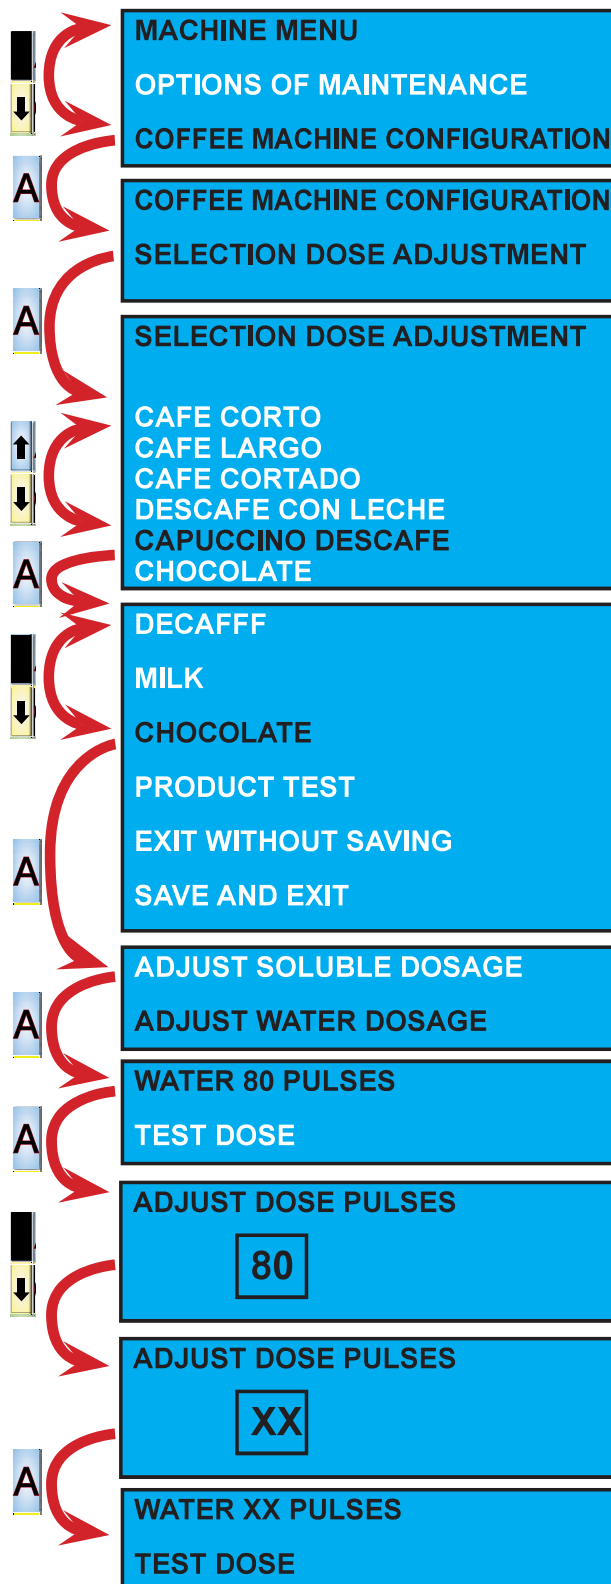 MACHINE MENU
OPTIONS OF MAINTENANCE
COFFEE MACHINE CONFIGURATION
A
COFFEE MACHINE CONFIGURATION
SELECTION DOSE ADJUSTMENT
A
SELECTION DOSE ADJUSTMENT
CAFE CORTO
CAFE LARGO
CAFE CORTADO
DESCAFE CON LECHE
CAPUCCINO DESCAFE
A
CHOCOLATE
DECAFFF
MILK
CHOCOLATE
PRODUCT TEST
EXIT WITHOUT SAVING
A
SAVE AND EXIT
ADJUST SOLUBLE DOSAGE
A
ADJUST WATER DOSAGE
WATER 80 PULSES
A
TEST DOSE
ADJUST DOSE PULSES
80
ADJUST DOSE PULSES
XX
A
WATER XX PULSES
TEST DOSE